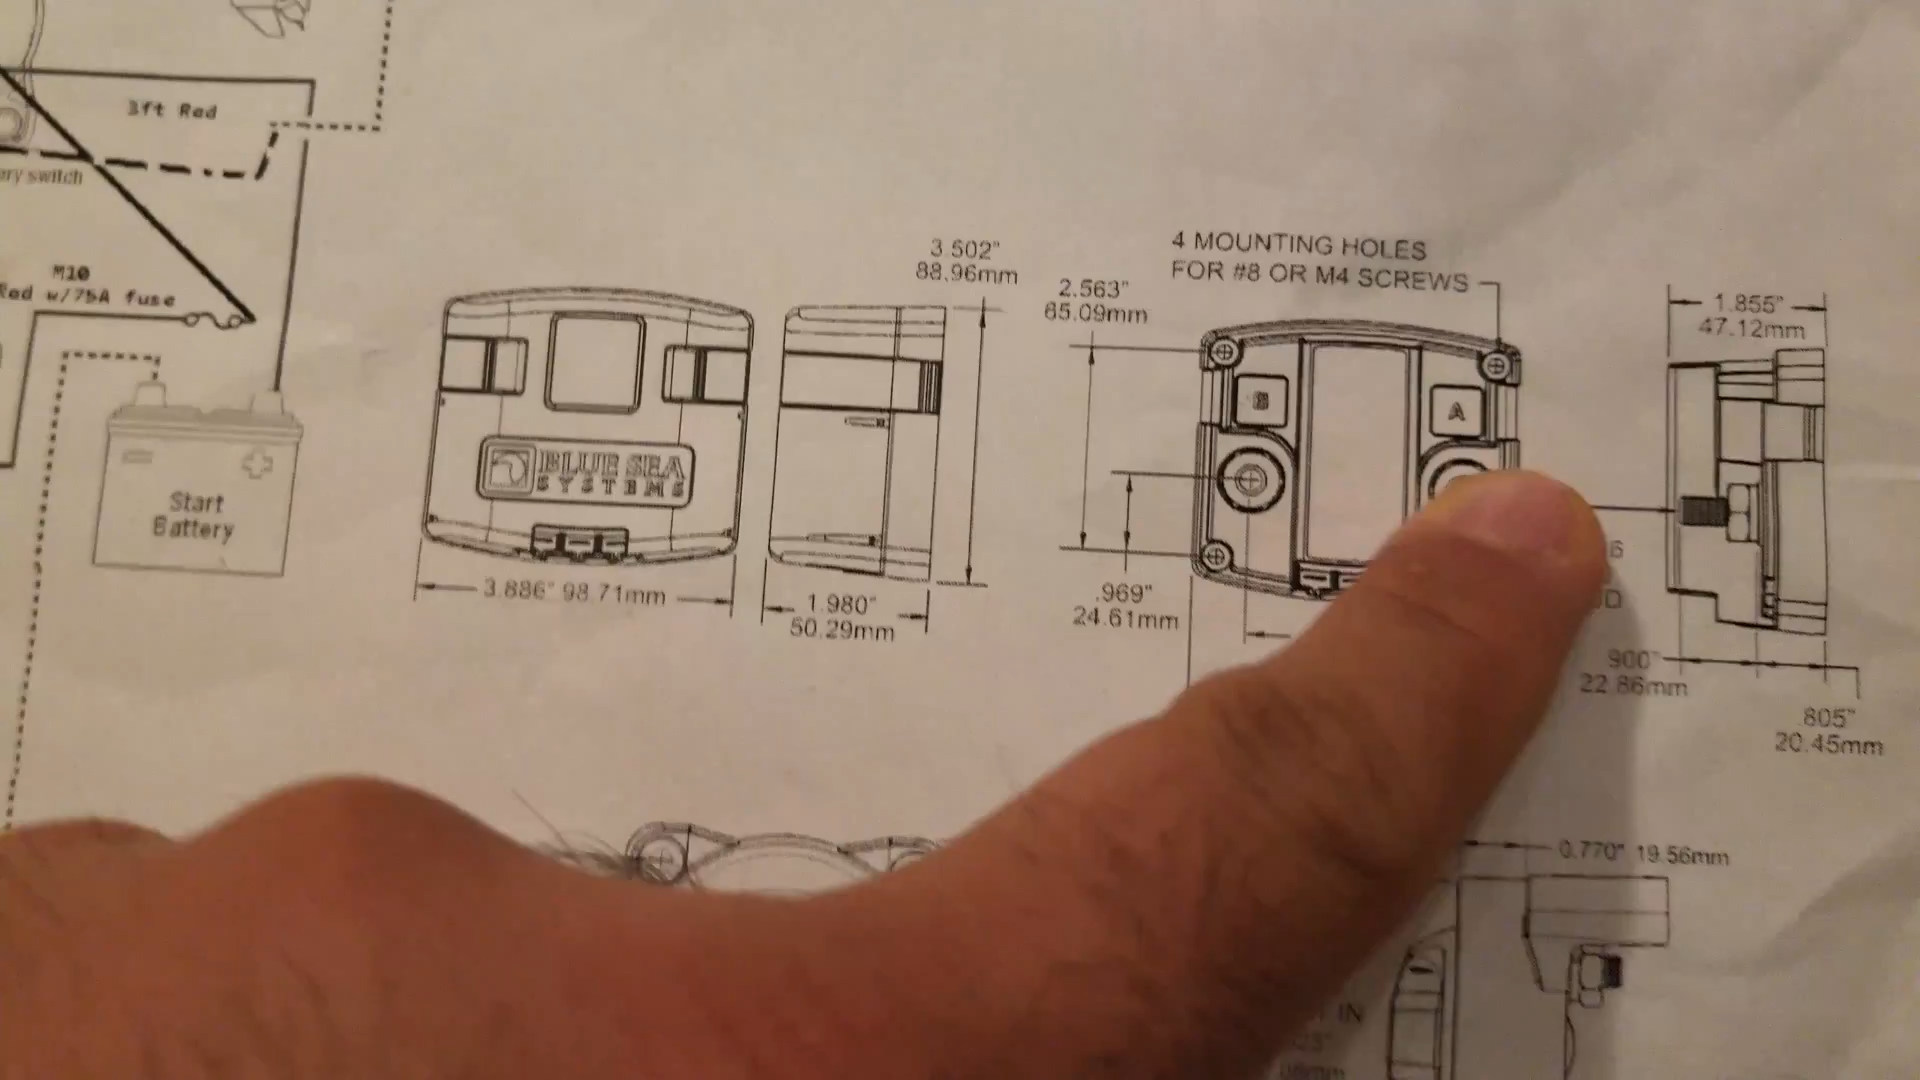 3ft Red
ery switch
M10
Red w/75A fuse
Start
Battery
BLUE SEA
SYSTEMS
3.886" 98.71mm
1.980"
50.29mm
3.502"
88.96mm
2.563"
65.09mm
4 MOUNTING HOLES
FOR #8 OR M4 SCREWS
B
A
.969"
24.61mm
1.855"
47.12mm
.900"
22.86mm
.805"
20.45mm
0.770" 19.56mm
IN